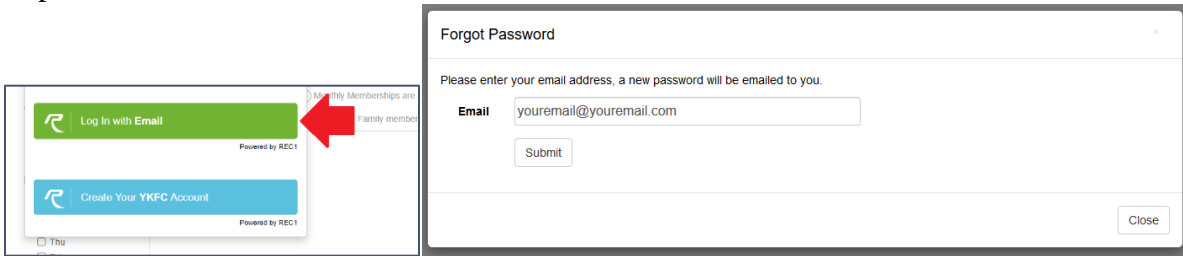 Monthly Memberships are
Log In with Email
Family member
Powered by REC1
Create Your YKFC Account
Powered by REC1
Thu
Forgot Password
×
Please enter your email address, a new password will be emailed to you.
Email
youremail@youremail.com
Submit
Close